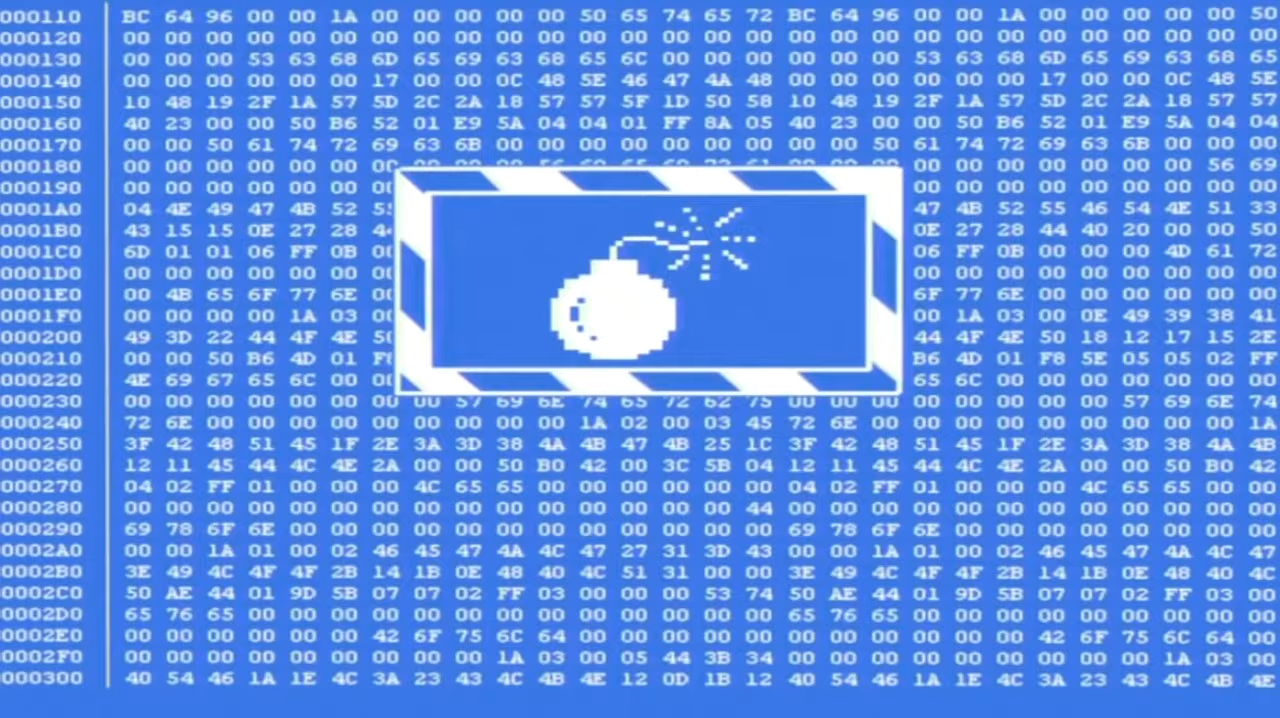 000110 BC 64 96 00 00 1A 00 00 00 00 00 50 65 74 65 72 BC 64 96 00 00 1A 00 00 00 00 00 50
000120 00 00 00 00 00 00 00 00 00 00 00 00 00 00 00 00 00 00 00 00 00 00 00 00 00 00 00 00
000130 00 00 00 53 63 68 6D 65 69 63 68 65 6C 00 00 00 00 00 00 53 63 68 6D 65 69 63 68 65
000140 00 00 00 00 00 00 17 00 00 0C 48 5E 46 47 4A 48 00 00 00 00 00 00 17 00 00 0C 48 5E
000150 10 48 19 2F 1A 57 5D 2C 2A 18 57 57 5F 1D 50 58 10 48 19 2F 1A 57 5D 2C 2A 18 57 57
000160 40 23 00 00 50 B6 52 01 E9 5A 04 04 01 FF 8A 05 40 23 00 00 50 B6 52 01 E9 5A 04 04
000170 00 00 50 61 74 72 69 63 6B 00 00 00 00 00 00 00 00 00 50 61 74 72 69 63 6B 00 00 00
000180 00 00 00 00 00 00 00 00 00 56 69 65 69 72 61 00 00 00 00 00 00 00 00 00 00 56 69
000190 00 00 00 00 00 00 00 00 00 00 00 00 00 00 00
0001A0 04 4E 49 47 4B 52 47 4B 52 55 46 54 4E 51 33
0001B0 43 15 15 0E 27 28 0E 27 28 44 40 20 00 00 50
0001C0 6D 01 01 06 FF 0B 06 FF 0B 00 00 00 4D 61 72
0001D0 00 00 00 00 00 00 00 00 00 00 00 00 00 00 00
0001E0 00 4B 65 6F 77 6E 6F 77 6E 00 00 00 00 00 00
0001F0 00 00 00 00 1A 03 00 1A 03 00 0E 49 39 38 41
000200 49 3D 22 44 4F 4E 44 4F 4E 50 18 12 17 15 2E
000210 00 00 50 B6 4D 01 B6 4D 01 F8 5E 05 05 02 FF
000220 4E 69 67 65 6C 00 65 6C 00 00 00 00 00 00 00
000230 00 00 00 00 00 00 00 00 57 69 6E 74 65 72 62 75 00 00 00 00 00 00 00 00 57 69 6E 74
000240 72 6E 00 00 00 00 00 00 00 00 00 1A 02 00 03 45 72 6E 00 00 00 00 00 00 00 00 00 1A
000250 3F 42 48 51 45 1F 2E 3A 3D 38 4A 4B 47 4B 25 1C 3F 42 48 51 45 1F 2E 3A 3D 38 4A 4B
000260 12 11 45 44 4C 4E 2A 00 00 50 B0 42 00 3C 5B 04 12 11 45 44 4C 4E 2A 00 00 50 B0 42
000270 04 02 FF 01 00 00 00 4C 65 65 00 00 00 00 00 00 04 02 FF 01 00 00 00 4C 65 65 00 00
000280 00 00 00 00 00 00 00 00 00 00 00 00 00 00 00 44 00 00 00 00 00 00 00 00 00 00 00 00
000290 69 78 6F 6E 00 00 00 00 00 00 00 00 00 00 00 00 69 78 6F 6E 00 00 00 00 00 00 00 00
0002A0 00 00 1A 01 00 02 46 45 47 4A 4C 47 27 31 3D 43 00 00 1A 01 00 02 46 45 47 4A 4C 47
0002B0 3E 49 4C 4F 4F 2B 14 1B 0E 48 40 4C 51 31 00 00 3E 49 4C 4F 4F 2B 14 1B 0E 48 40 4C
0002C0 50 AE 44 01 9D 5B 07 07 02 FF 03 00 00 00 53 74 50 AE 44 01 9D 5B 07 07 02 FF 03 00
0002D0 65 76 65 00 00 00 00 00 00 00 00 00 00 00 00 00 65 76 65 00 00 00 00 00 00 00 00 00
0002E0 00 00 00 00 00 00 42 6F 75 6C 64 00 00 00 00 00 00 00 00 00 00 00 42 6F 75 6C 64 00
0002F0 00 00 00 00 00 00 00 00 00 1A 03 00 05 44 3B 34 00 00 00 00 00 00 00 00 00 1A 03 00
000300 40 54 46 1A 1E 4C 3A 23 43 4C 4B 4E 12 0D 1B 12 40 54 46 1A 1E 4C 3A 23 43 4C 4B 4E